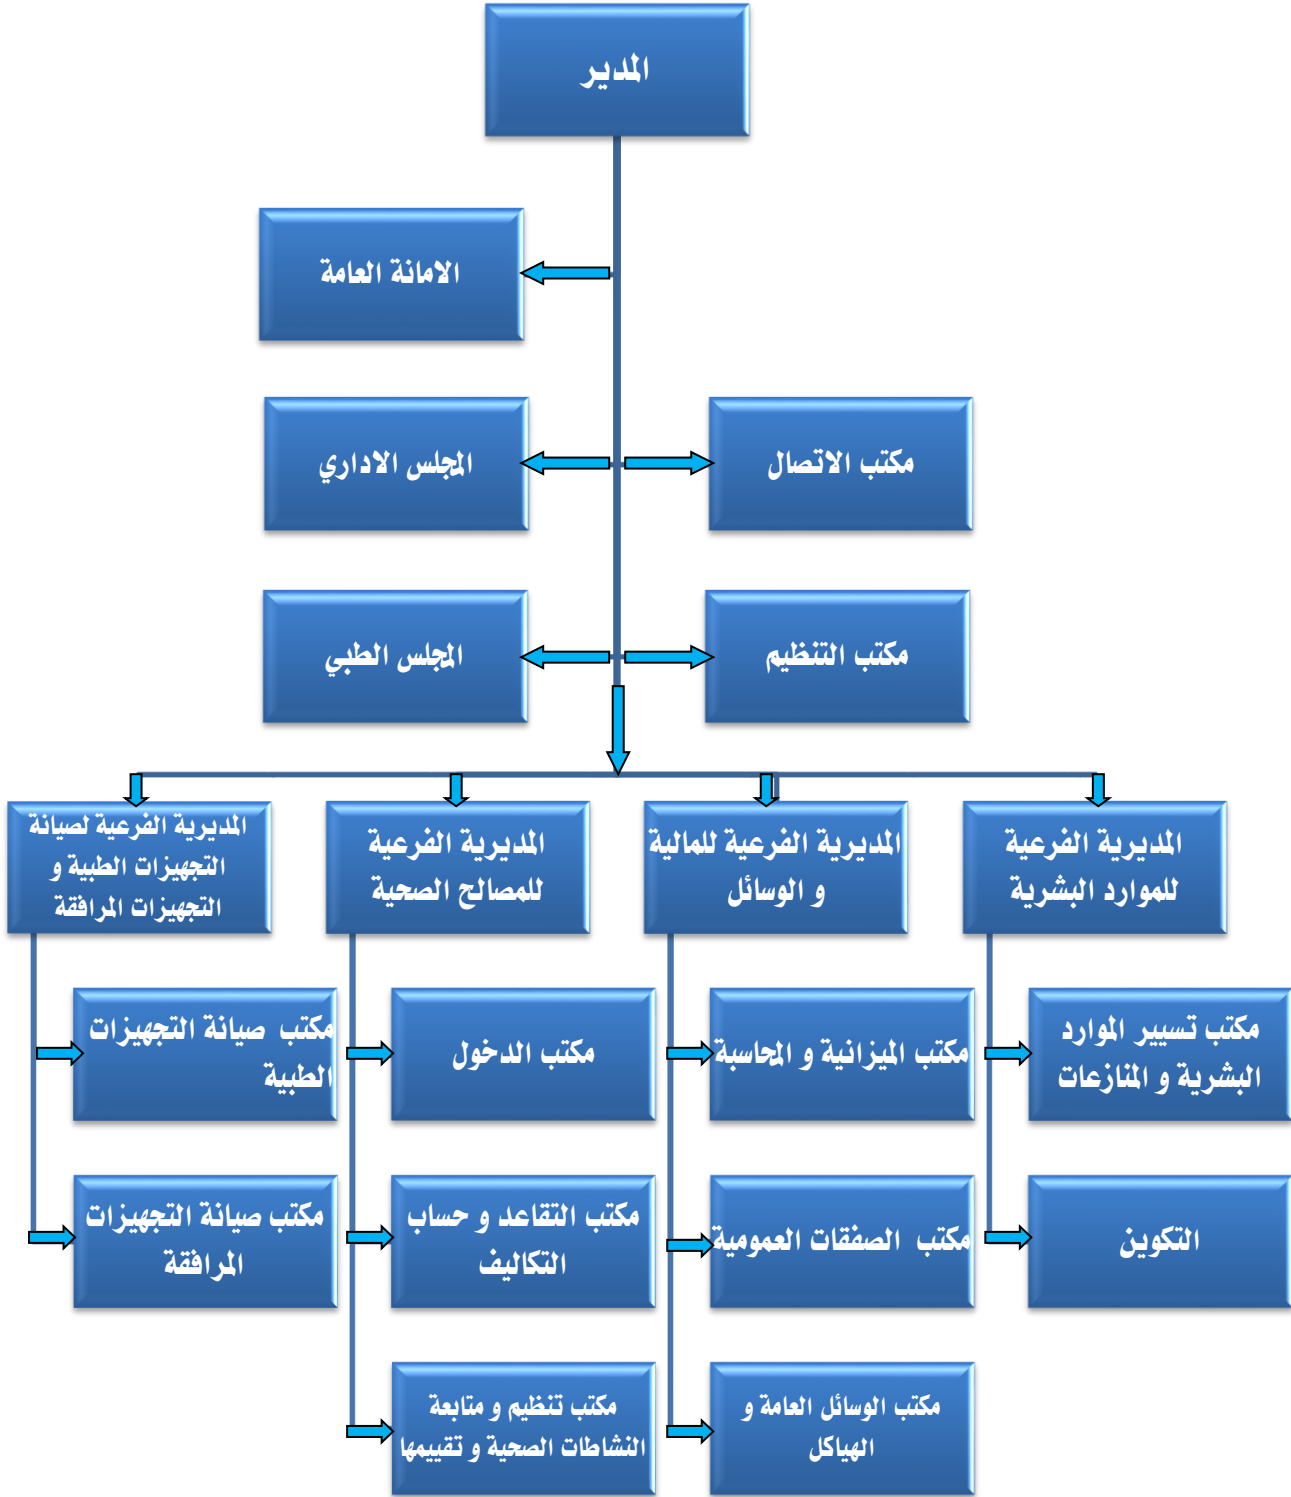 المدير
الامانة العامة
مكتب الاتصال
المجلس الاداري
مكتب التنظيم
المجلس الطبي
المديرية الفرعية
للموارد البشرية
المديرية الفرعية للمالية
و الوسائل
المديرية الفرعية
للمصالح الصحية
المديرية الفرعية لصيانة
التجهيزات الطبية و
التجهيزات المرافقة
مكتب تسيير الموارد
البشرية و المنازعات
مكتب الميزانية و المحاسبة
مكتب الدخول
مكتب صيانة التجهيزات
الطبية
التكوين
مكتب الصفقات العمومية
مكتب التقاعد و حساب
التكاليف
مكتب صيانة التجهيزات
المرافقة
مكتب الوسائل العامة و
الهياكل
مكتب تنظيم و متابعة
النشاطات الصحية و تقييمها